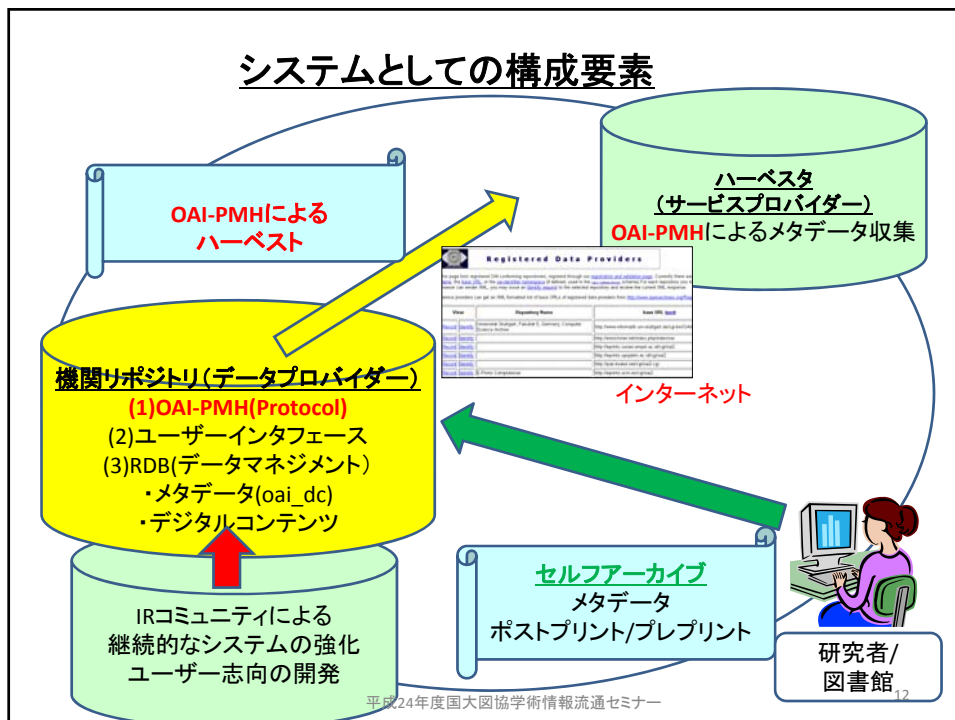 システムとしての構成要素
OAI-PMHによる
ハーベスト
ハーベスタ
(サービスプロバイダー)
OAI-PMHによるメタデータ収集
Registered Data Providers
View
Repository Name
Base URL
インターネット
機関リポジトリ(データプロバイダー)
(1)OAI-PMH(Protocol)
(2)ユーザーインタフェース
(3)RDB(データマネジメント)
・メタデータ(oai_dc)
・デジタルコンテンツ
IRコミュニティによる
継続的なシステムの強化
ユーザー志向の開発
セルフアーカイブ
メタデータ
ポストプリント/プレプリント
研究者/
図書館
平成24年度国大図協学術情報流通セミナー
12